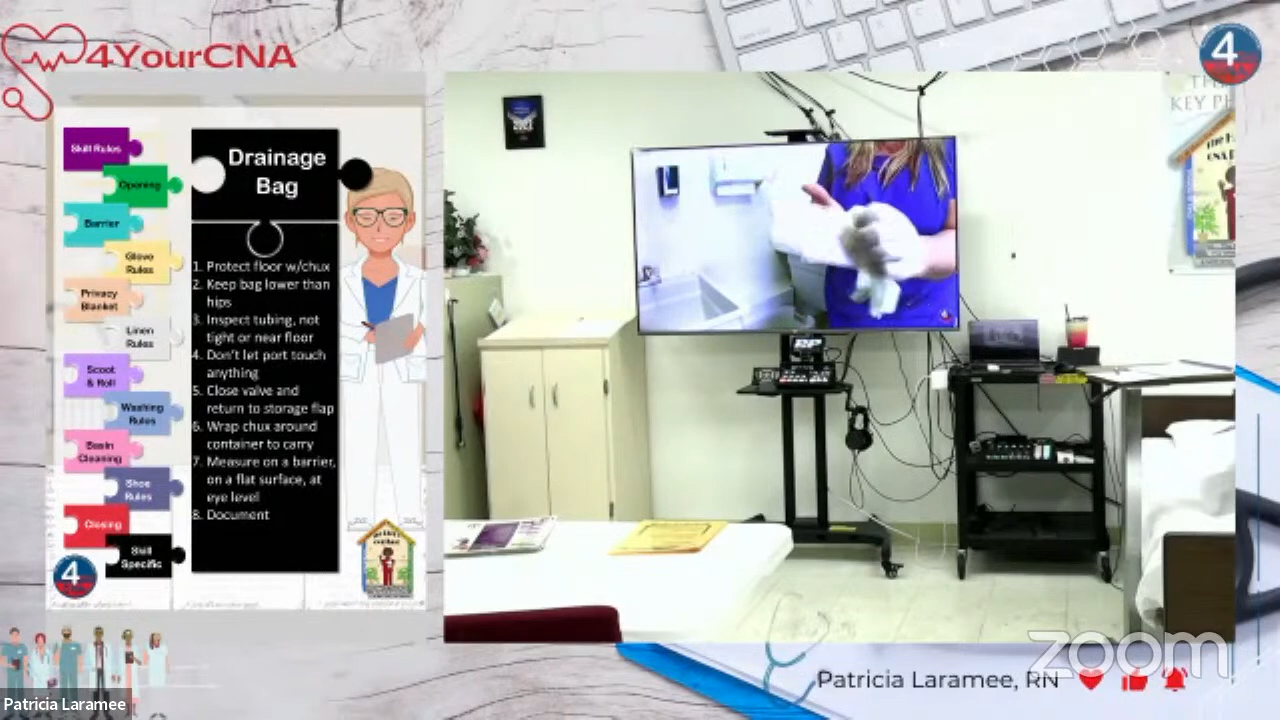 4YourCNA
4
Skill Rules
Opening
Barrier
Glove
Rules
Privacy
Blanket
Linen
Rules
Scoot
& Roll
Washing
Rules
Basin
Cleaning
Shoe
Rules
Closing
Skill
Specific
4
Drainage
Bag
1. Protect floor w/chux
2. Keep bag lower than
hips
3. Inspect tubing, not
tight or near floor
4. Don't let port touch
anything
5. Close valve and
return to storage flap
6. Wrap chux around
container to carry
7. Measure on a barrier,
on a flat surface, at
eye level
8. Document
KEY
zoom
Patricia Laramee, RN
Patricia Laramee